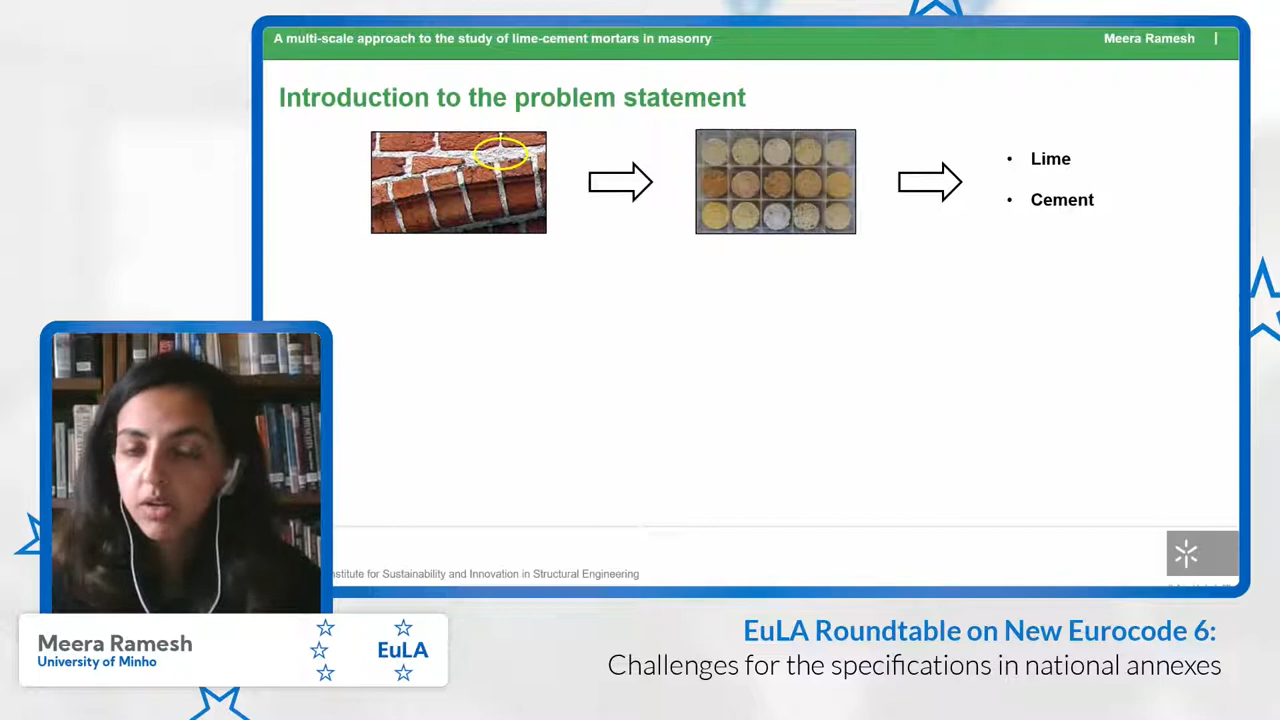 A multi-scale approach to the study of lime-cement mortars in masonry
Meera Ramesh |
Introduction to the problem statement
• Lime
• Cement
for Sustainability and Innovation in Structural Engineering
Meera Ramesh
University of Minho
EuLA
EuLA Roundtable on New Eurocode 6:
Challenges for the specifications in national annexes